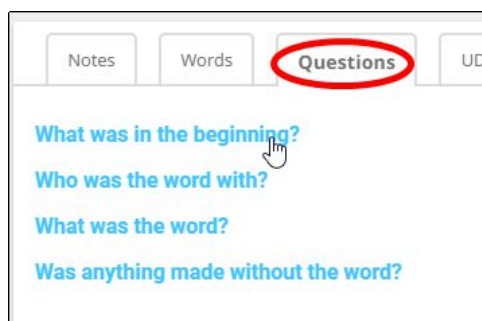 Notes Words Questions UD
What was in the beginning?
Who was the word with?
What was the word?
Was anything made without the word?